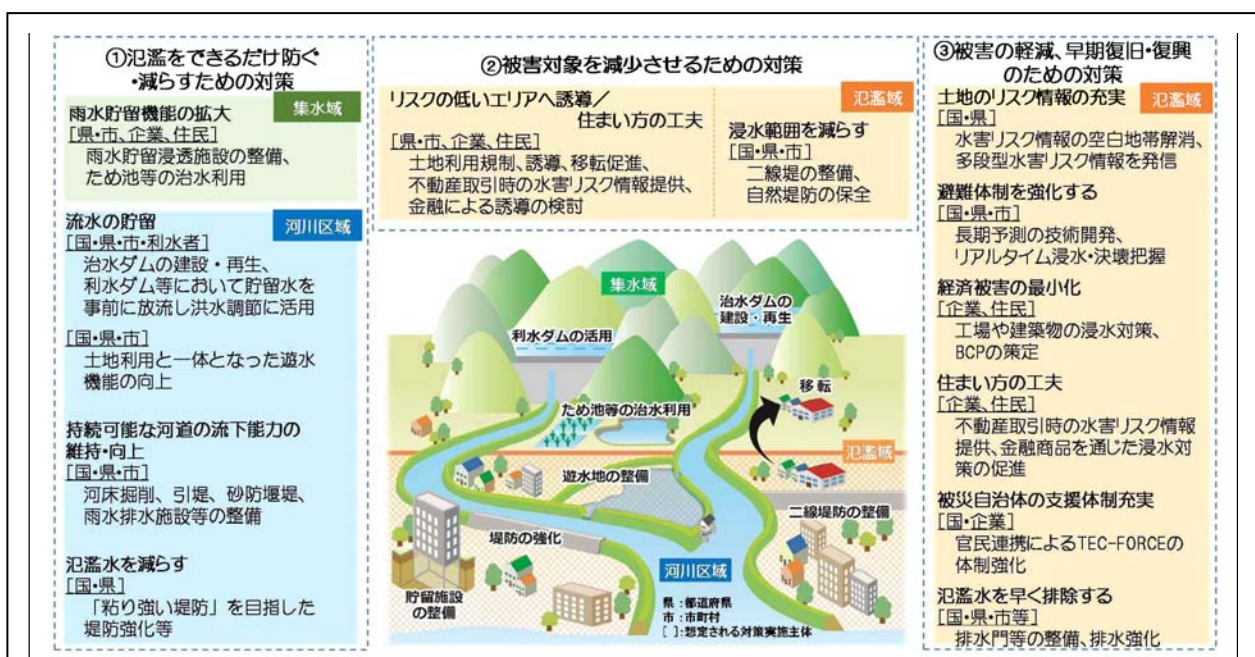 ①氾濫をできるだけ防ぐ
・減らすための対策
雨水貯留機能の拡大
集水域
[県・市、企業、住民]
雨水貯留浸透施設の整備、
ため池等の治水利用
流水の貯留
河川区域
[国・県・市・利水者]
治水ダムの建設・再生、
利水ダム等において貯留水を
事前に放流し洪水調節に活用
[国・県・市]
土地利用と一体となった遊水
機能の向上
持続可能な河道の流下能力の
維持・向上
[国・県・市]
河床掘削、引堤、砂防堰堤、
雨水排水施設等の整備
氾濫水を減らす
[国・県]
「粘り強い堤防」を目指した
堤防強化等
②被害対象を減少させるための対策
リスクの低いエリアへ誘導/
住まい方の工夫
[県・市、企業、住民]
土地利用規制、誘導、移転促進、
不動産取引時の水害リスク情報提供、
金融による誘導の検討
氾濫域
浸水範囲を減らす
[国・県・市]
二線堤の整備、
自然堤防の保全
集水域
治水ダムの
建設・再生
利水ダムの活用
移転
ため池等の治水利用
氾濫域
遊水地の整備
二線堤防の整備
堤防の強化
河川区域
貯留施設
の整備
県:都道府県
市:市町村
[ ]:想定される対策実施主体
③被害の軽減、早期復旧・復興
のための対策
土地のリスク情報の充実
氾濫域
[国・県]
水害リスク情報の空白地帯解消、
多段型水害リスク情報を発信
避難体制を強化する
[国・県・市]
長期予測の技術開発、
リアルタイム浸水・決壊把握
経済被害の最小化
[企業、住民]
工場や建築物の浸水対策、
BCPの策定
住まい方の工夫
[企業、住民]
不動産取引時の水害リスク情報
提供、金融商品を通じた浸水対
策の促進
被災自治体の支援体制充実
[国・企業]
官民連携によるTEC-FORCEの
体制強化
氾濫水を早く排除する
[国・県・市等]
排水門等の整備、排水強化